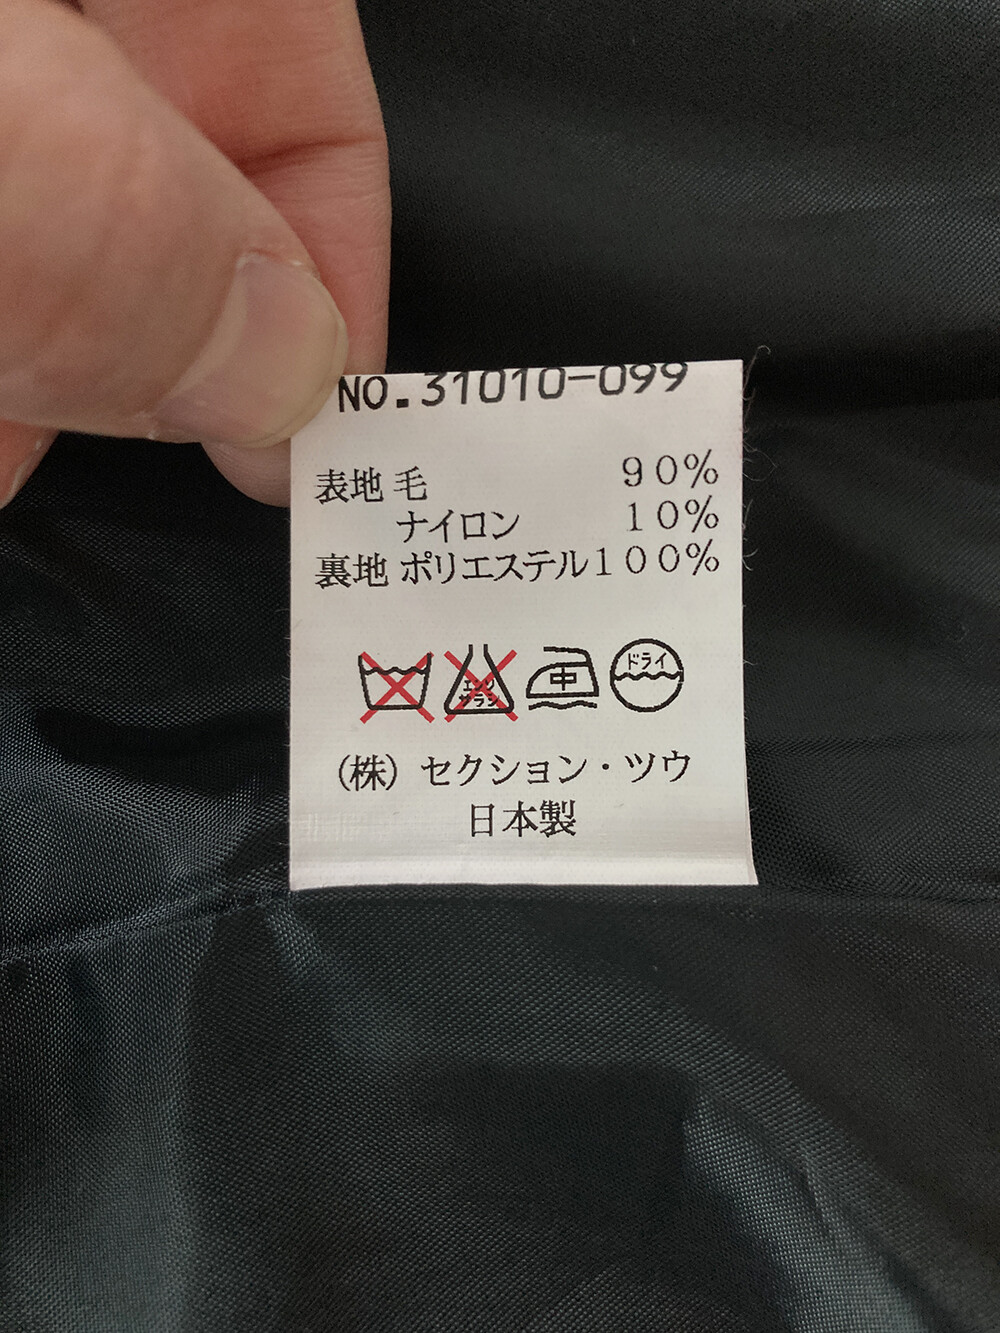 NO.31010-099
表地 毛 90%
ナイロン 10%
裏地 ポリエステル100%
エンソ
サラシ
中
ドライ
(株) セクション・ツウ
日本製